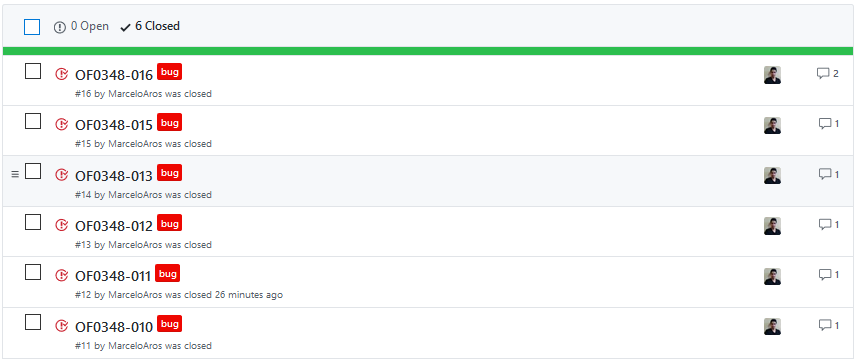 0 Open 6 Closed
OF0348-016 bug 2
#16 by MarceloAros was closed
OF0348-015 bug 1
#15 by MarceloAros was closed
OF0348-013 bug 1
#14 by MarceloAros was closed
OF0348-012 bug 1
#13 by MarceloAros was closed
OF0348-011 bug 1
#12 by MarceloAros was closed 26 minutes ago
OF0348-010 bug 1
#11 by MarceloAros was closed